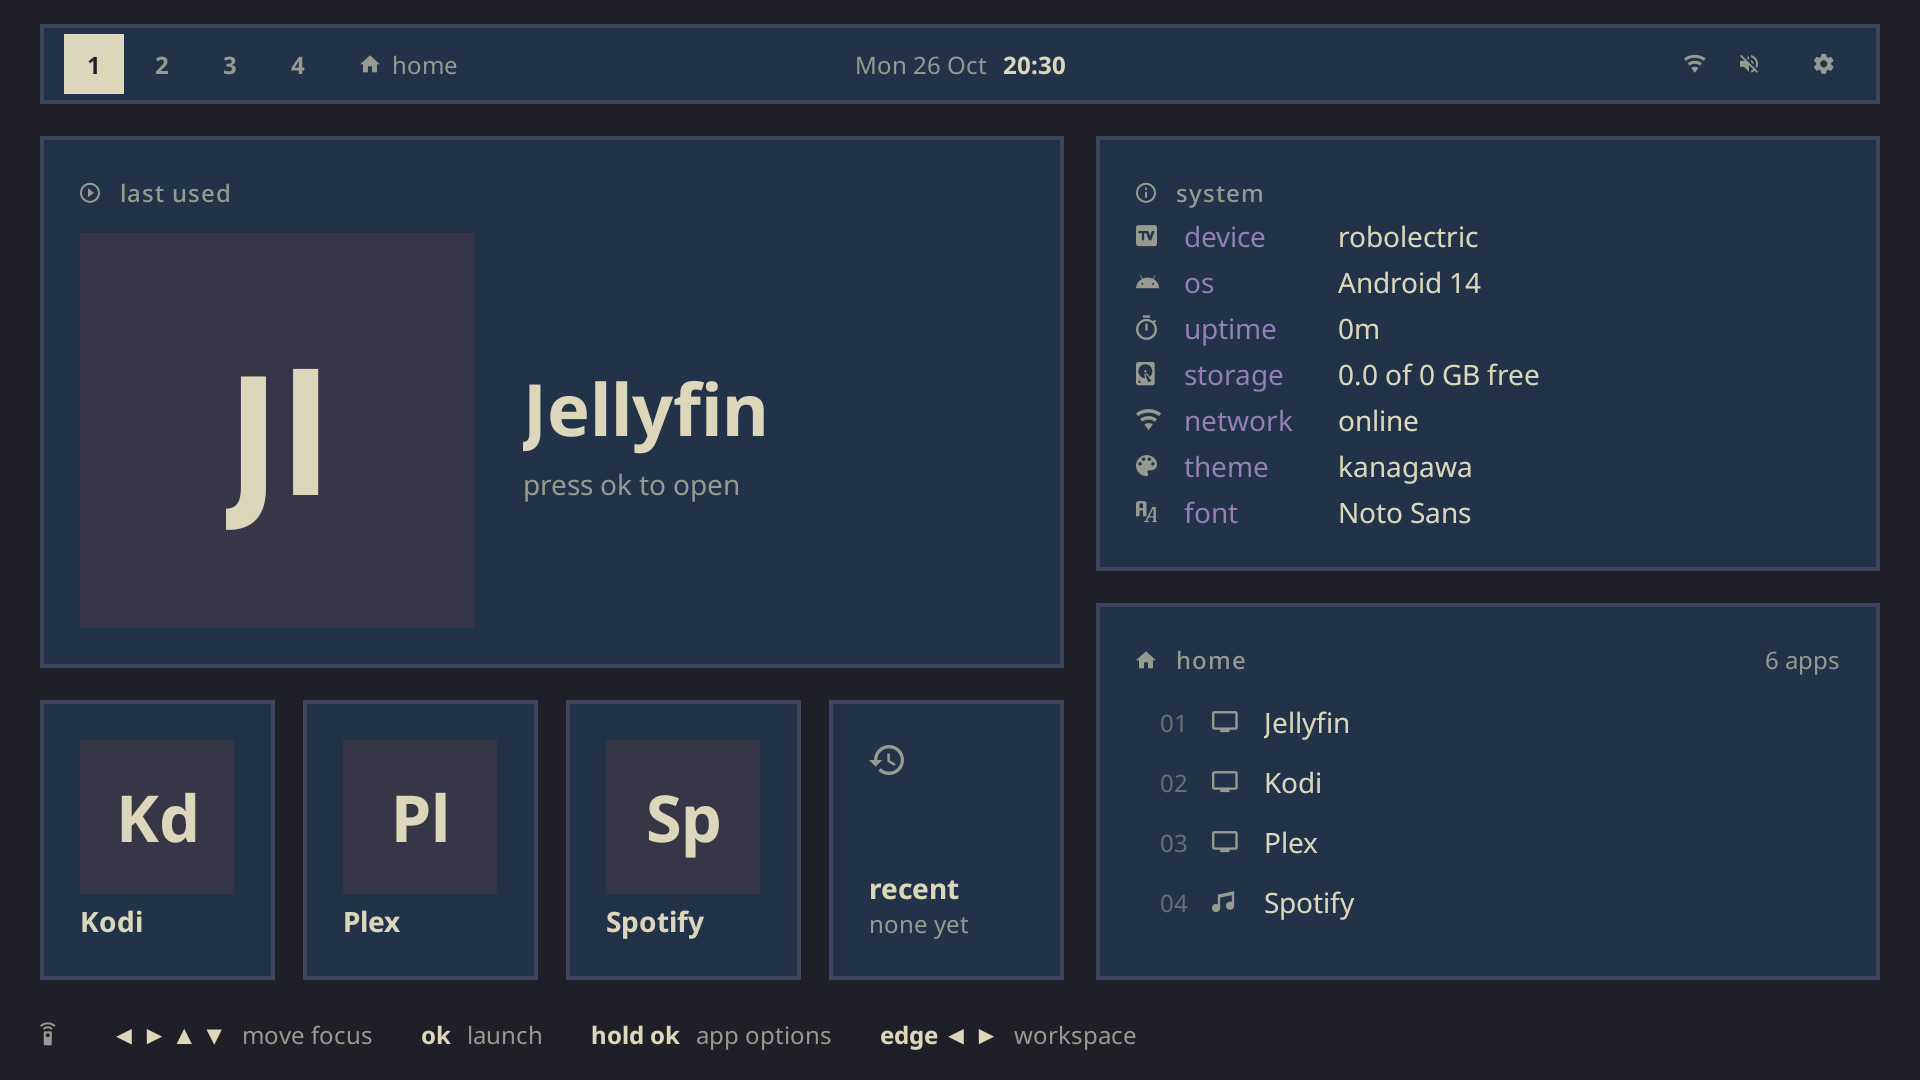 1 2 3 4 home Mon 26 Oct 20:30
last used
Jl
Jellyfin
press ok to open
Kd
Kodi
Pl
Plex
Sp
Spotify
recent
none yet
system
TV device robolectric
os Android 14
uptime 0m
storage 0.0 of 0 GB free
network online
theme kanagawa
font Noto Sans
home 6 apps
01 Jellyfin
02 Kodi
03 Plex
04 Spotify
◀ ▶ ▲ ▼ move focus ok launch hold ok app options edge ◀ ▶ workspace